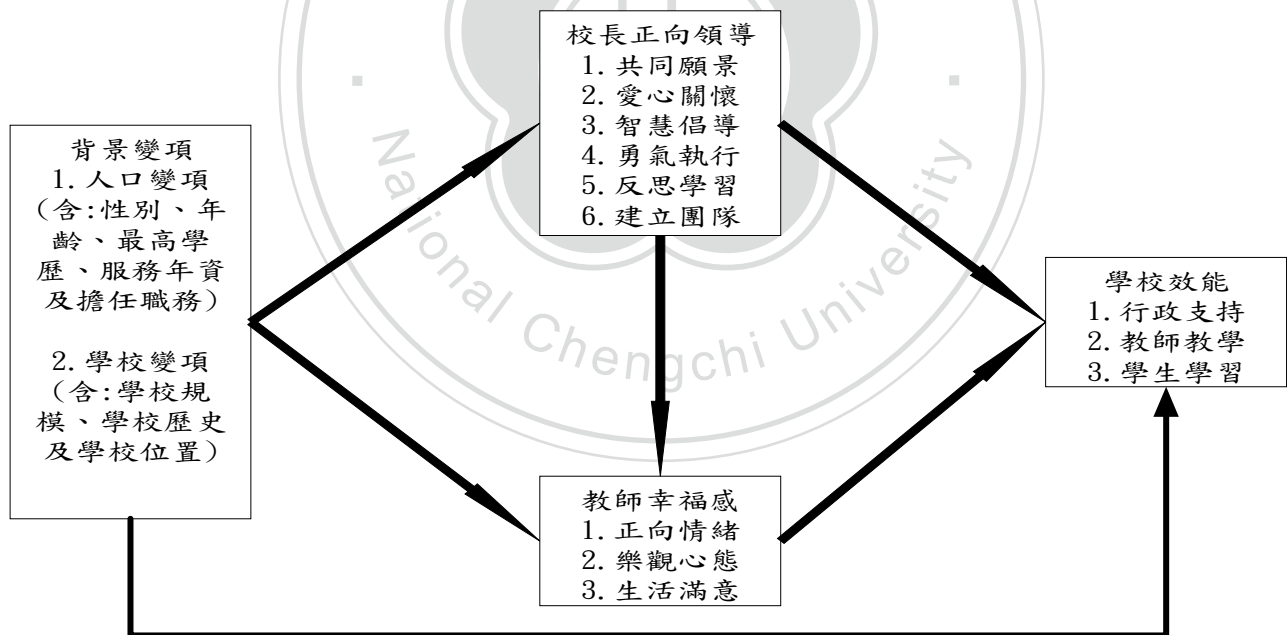 校長正向領導
1.共同願景
2.愛心關懷
3.智慧倡導
4.勇氣執行
5.反思學習
6.建立團隊
背景變項
1.人口變項
(含:性別、年
齡、最高學
歷、服務年資
及擔任職務)
2.學校變項
(含:學校規
模、學校歷史
及學校位置)
學校效能
1.行政支持
2.教師教學
3.學生學習
教師幸福感
1.正向情緒
2.樂觀心態
3.生活滿意
National Chengchi University